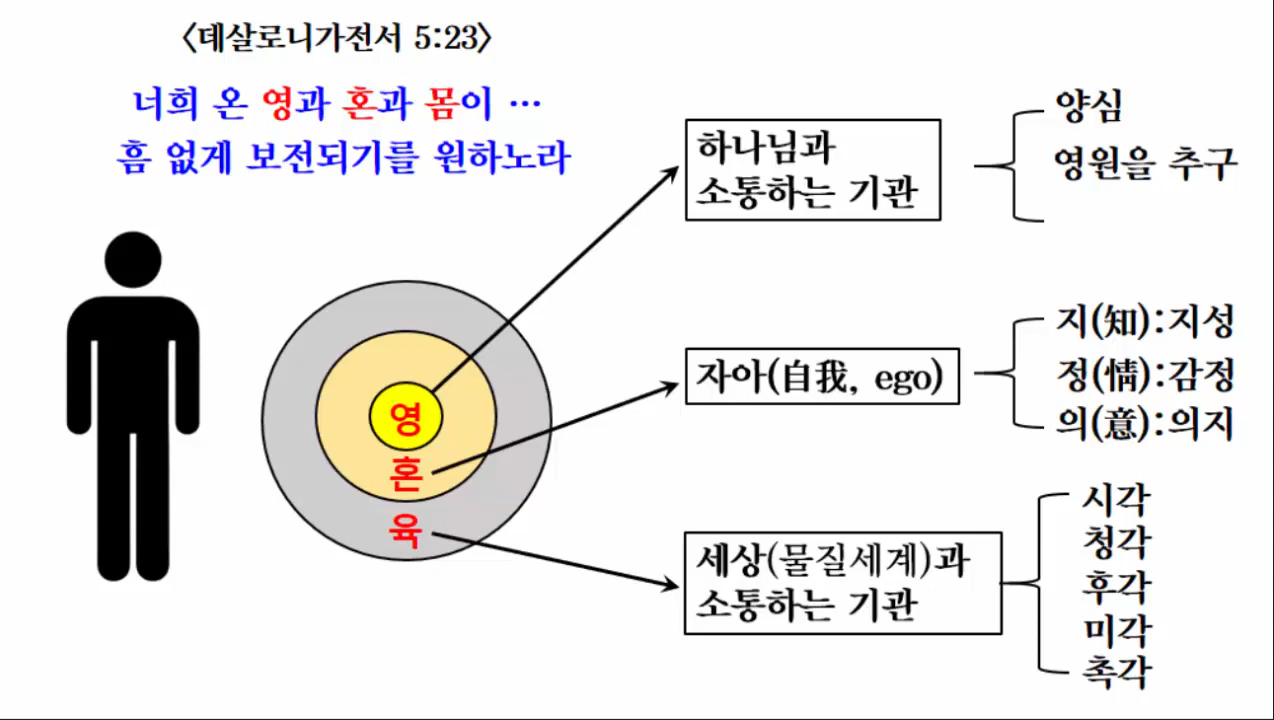 〈데살로니가전서 5:23〉
너희 온 영과 혼과 몸이 …
흠 없게 보전되기를 원하노라
영
혼
육
하나님과
소통하는 기관
양심
영원을 추구
자아(自我, ego)
지(知):지성
정(情):감정
의(意):의지
세상(물질세계)과
소통하는 기관
시각
청각
후각
미각
촉각